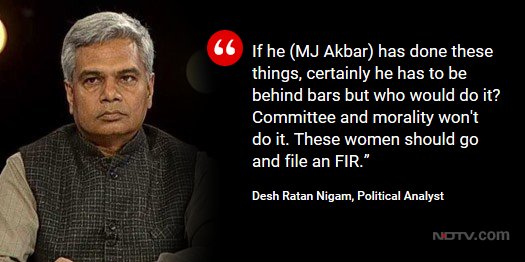 “
If he (MJ Akbar) has done these
things, certainly he has to be
behind bars but who would do it?
Committee and morality won't
do it. These women should go
and file an FIR.”
Desh Ratan Nigam, Political Analyst
NDTV.com